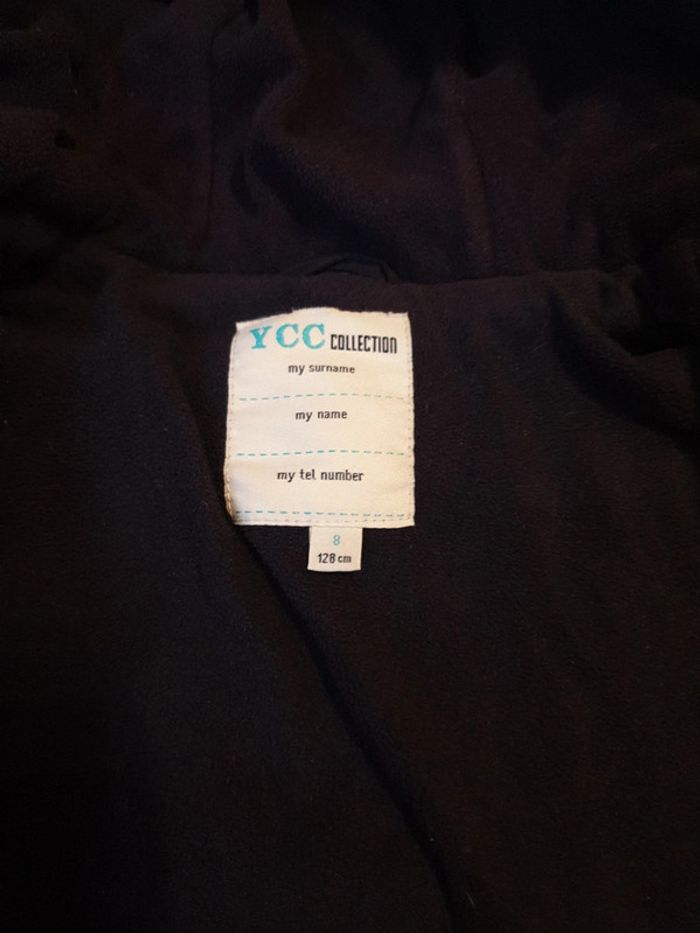 YCC COLLECTION
my surname
my name
my tel number
8
128 cm